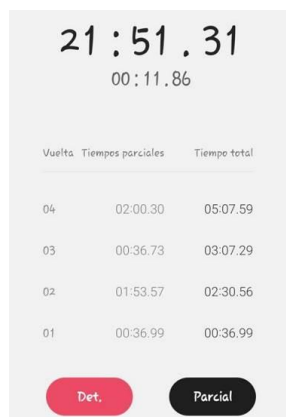 21:51.31
00:11.86
Vuelta Tiempos parciales Tiempo total
04 02:00.30 05:07.59
03 00:36.73 03:07.29
02 01:53.57 02:30.56
01 00:36.99 00:36.99
Det. Parcial